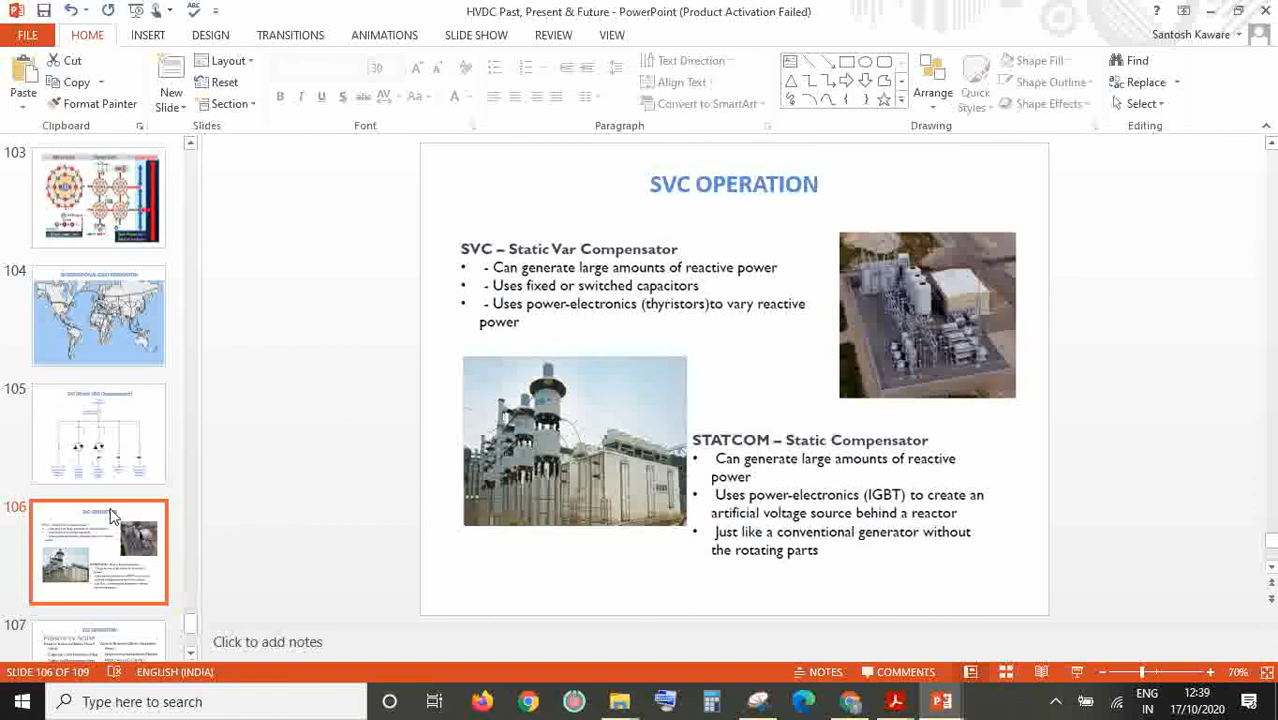 HVDC Past, Present & Future - PowerPoint (Product Activation Failed)
FILE HOME INSERT DESIGN TRANSITIONS ANIMATIONS SLIDE SHOW REVIEW VIEW Santosh Kaware
Paste
Cut
Copy
Format Painter
Clipboard
New Slide
Layout
Reset
Section
Slides
30
B I U S abc AV Aa A
Font
Text Direction
Align Text
Convert to SmartArt
Paragraph
Arrange
Quick Styles
Shape Fill
Shape Outline
Shape Effects
Drawing
Find
Replace
Select
Editing
103
104
105
106
107
SVC OPERATION
SVC – Static Var Compensator
• - Can generate large amounts of reactive power
• - Uses fixed or switched capacitors
• - Uses power-electronics (thyristors)to vary reactive
power
STATCOM – Static Compensator
• Can generate large amounts of reactive
power
• Uses power-electronics (IGBT) to create an
artificial voltage source behind a reactor
• Just like a conventional generator without
the rotating parts
Click to add notes
SLIDE 106 OF 109 ENGLISH (INDIA) NOTES COMMENTS 70%
Type here to search
ENG
IN
12:39
17/10/2020